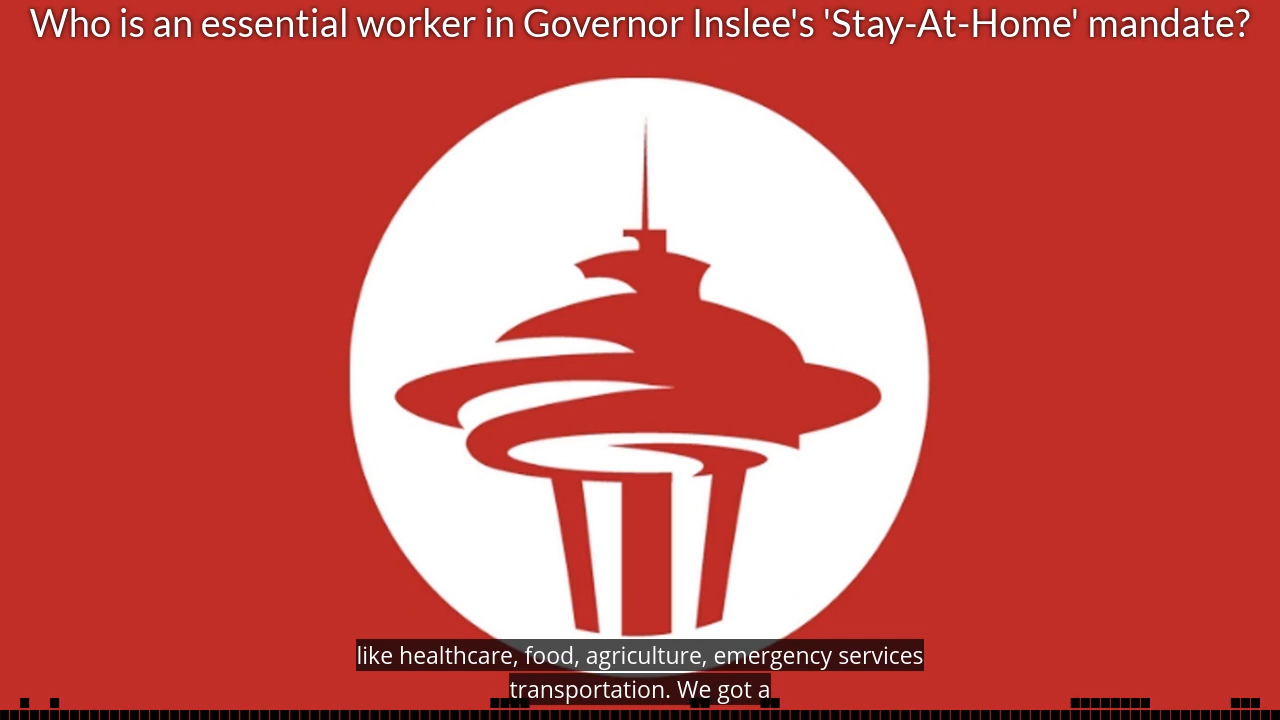 Who is an essential worker in Governor Inslee's 'Stay-At-Home' mandate?
like healthcare, food, agriculture, emergency services
transportation. We got a